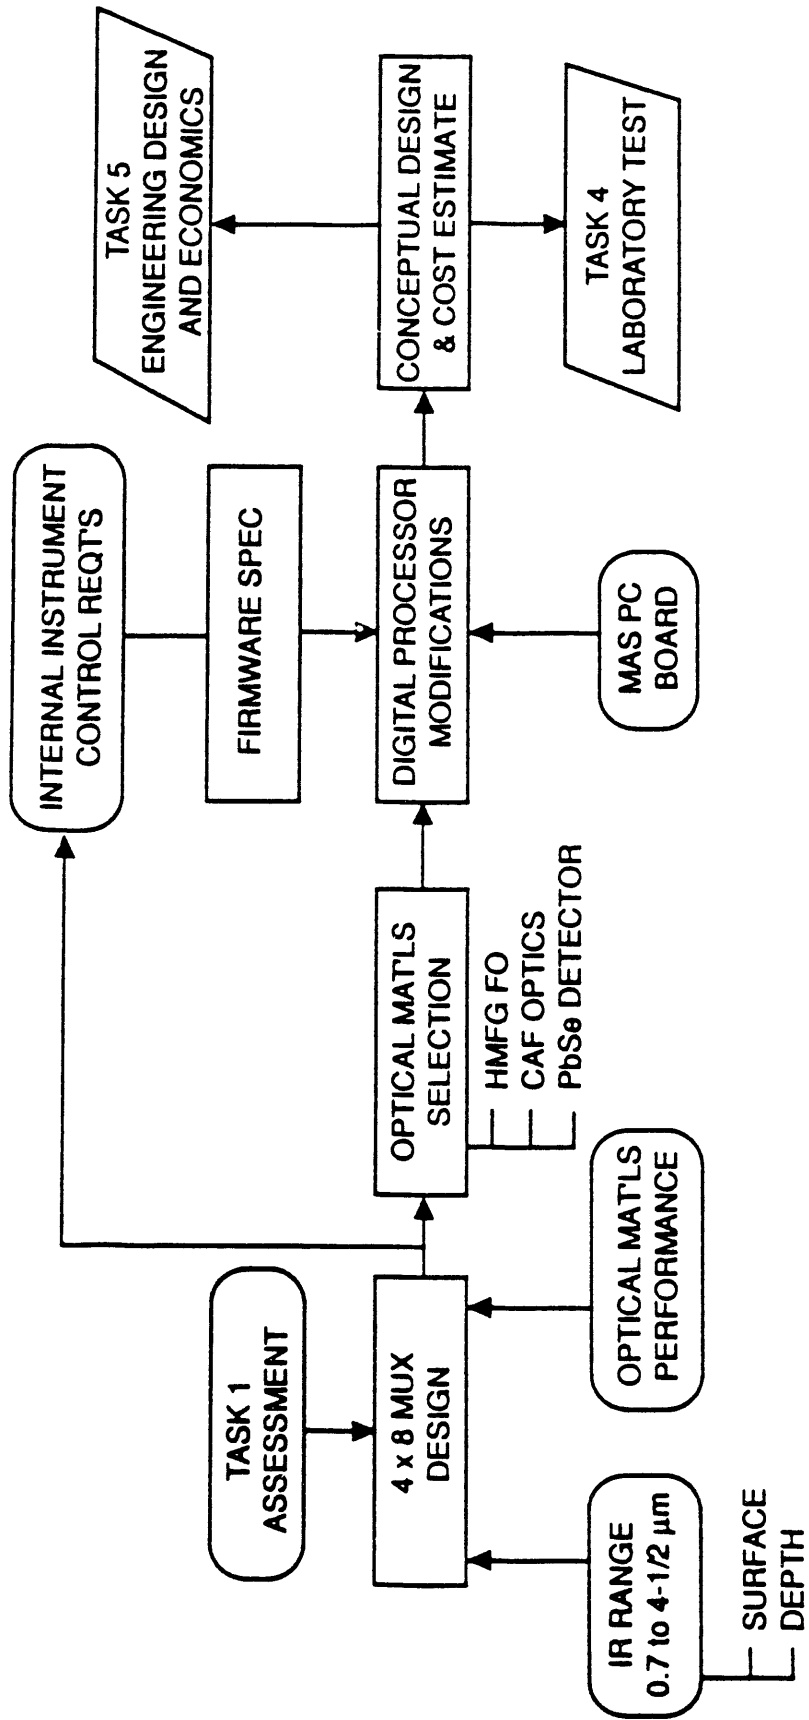 TASK 1
ASSESSMENT
IR RANGE
0.7 to 4-1/2 µm
SURFACE
DEPTH
4 x 8 MUX
DESIGN
OPTICAL MAT'LS
PERFORMANCE
OPTICAL MAT'LS
SELECTION
HMFG FO
CAF OPTICS
PbSe DETECTOR
INTERNAL INSTRUMENT
CONTROL REQT'S
FIRMWARE SPEC
DIGITAL PROCESSOR
MODIFICATIONS
MAS PC
BOARD
TASK 5
ENGINEERING DESIGN
AND ECONOMICS
CONCEPTUAL DESIGN
& COST ESTIMATE
TASK 4
LABORATORY TEST